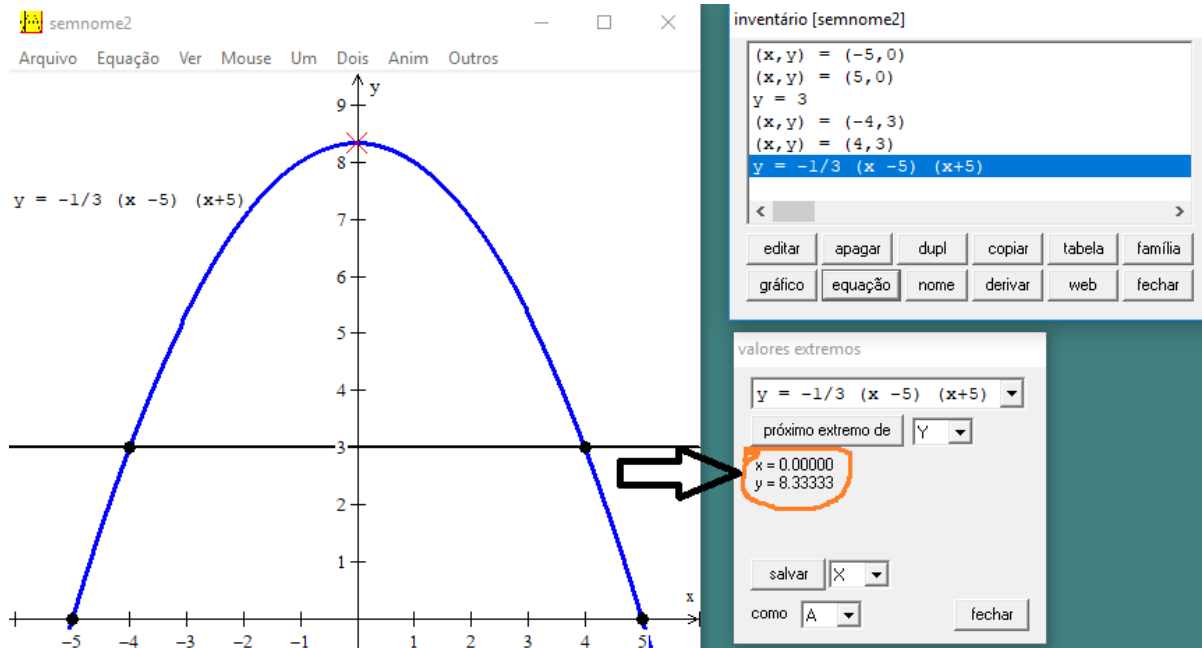 semnome2
Arquivo Equação Ver Mouse Um Dois Anim Outros
y
9
8
y = -1/3 (x -5) (x+5)
7
6
5
4
3
2
1
x
-5 -4 -3 -2 -1 1 2 3 4 5
inventário [semnome2]
(x,y) = (-5,0)
(x,y) = (5,0)
y = 3
(x,y) = (-4,3)
(x,y) = (4,3)
y = -1/3 (x -5) (x+5)
editar apagar dupl copiar tabela família
gráfico equação nome derivar web fechar
valores extremos
y = -1/3 (x -5) (x+5)
próximo extremo de Y
x = 0.00000
y = 8.33333
salvar X
como A fechar